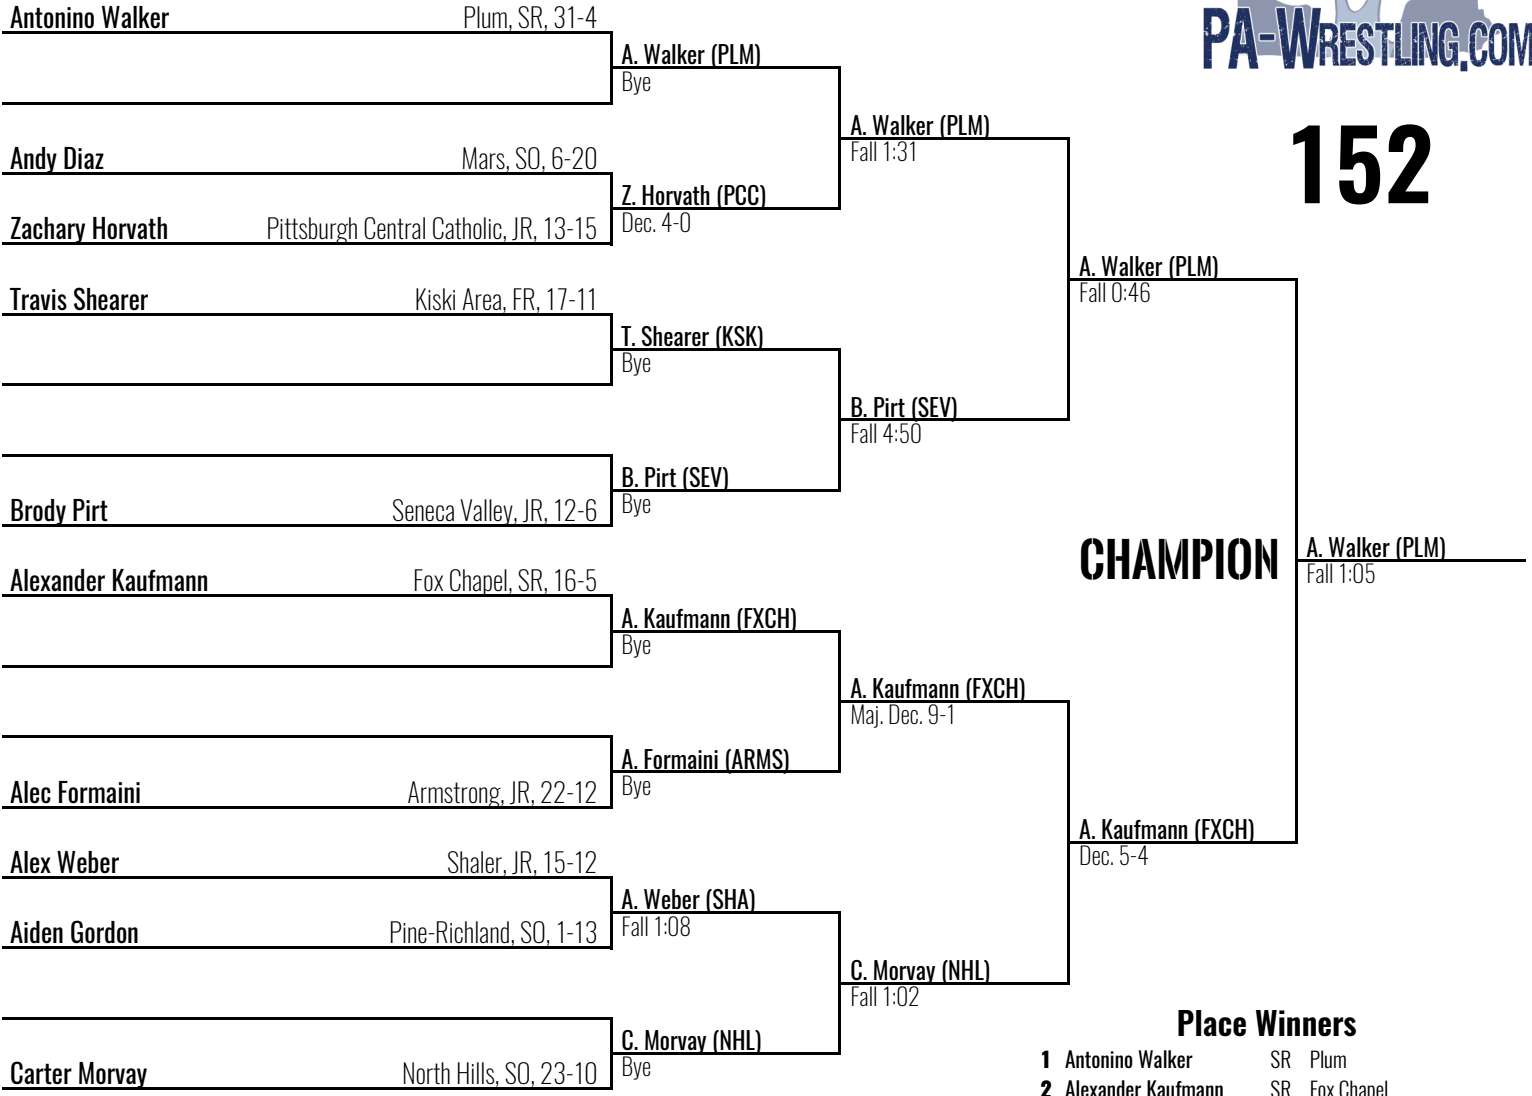 PA-WRESTLING.COM
152
Antonino Walker Plum, SR, 31-4
A. Walker (PLM)
Bye
A. Walker (PLM)
Fall 1:31
Andy Diaz Mars, SO, 6-20
Z. Horvath (PCC)
Dec. 4-0
Zachary Horvath Pittsburgh Central Catholic, JR, 13-15
A. Walker (PLM)
Fall 0:46
Travis Shearer Kiski Area, FR, 17-11
T. Shearer (KSK)
Bye
B. Pirt (SEV)
Fall 4:50
B. Pirt (SEV)
Bye
Brody Pirt Seneca Valley, JR, 12-6
CHAMPION
A. Walker (PLM)
Fall 1:05
Alexander Kaufmann Fox Chapel, SR, 16-5
A. Kaufmann (FXCH)
Bye
A. Kaufmann (FXCH)
Maj. Dec. 9-1
A. Formaini (ARMS)
Bye
Alec Formaini Armstrong, JR, 22-12
A. Kaufmann (FXCH)
Dec. 5-4
Alex Weber Shaler, JR, 15-12
A. Weber (SHA)
Fall 1:08
Aiden Gordon Pine-Richland, SO, 1-13
C. Morvay (NHL)
Fall 1:02
C. Morvay (NHL)
Bye
Carter Morvay North Hills, SO, 23-10
Place Winners
1 Antonino Walker SR Plum
2 Alexander Kaufmann SR Fox Chapel